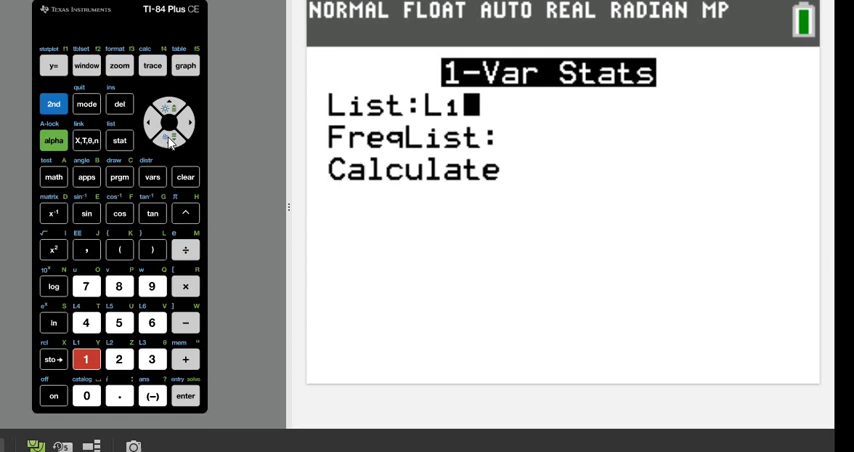 TEXAS INSTRUMENTS TI-84 Plus CE
NORMAL FLOAT AUTO REAL RADIAN MP
1-Var Stats
List:L1
FreqList:
Calculate
statplot f1 tblset f2 format f3 calc f4 table f5
y= window zoom trace graph
quit ins
2nd mode del
A-lock link list
alpha X,T,θ,n stat
test A angle B draw C distr
math apps prgm vars clear
matrix D sin⁻¹ E cos⁻¹ F tan⁻¹ G π H
x⁻¹ sin cos tan ^
√ I EE J { K } L e M
x² , ( ) ÷
10ˣ N u O v P w Q [ R
log 7 8 9 ×
eˣ S L4 T L5 U L6 V ] W
ln 4 5 6 −
rcl X L1 Y L2 Z L3 θ mem "
sto→ 1 2 3 +
off catalog ⎵ i : ans ? entry solve
on 0 . (−) enter